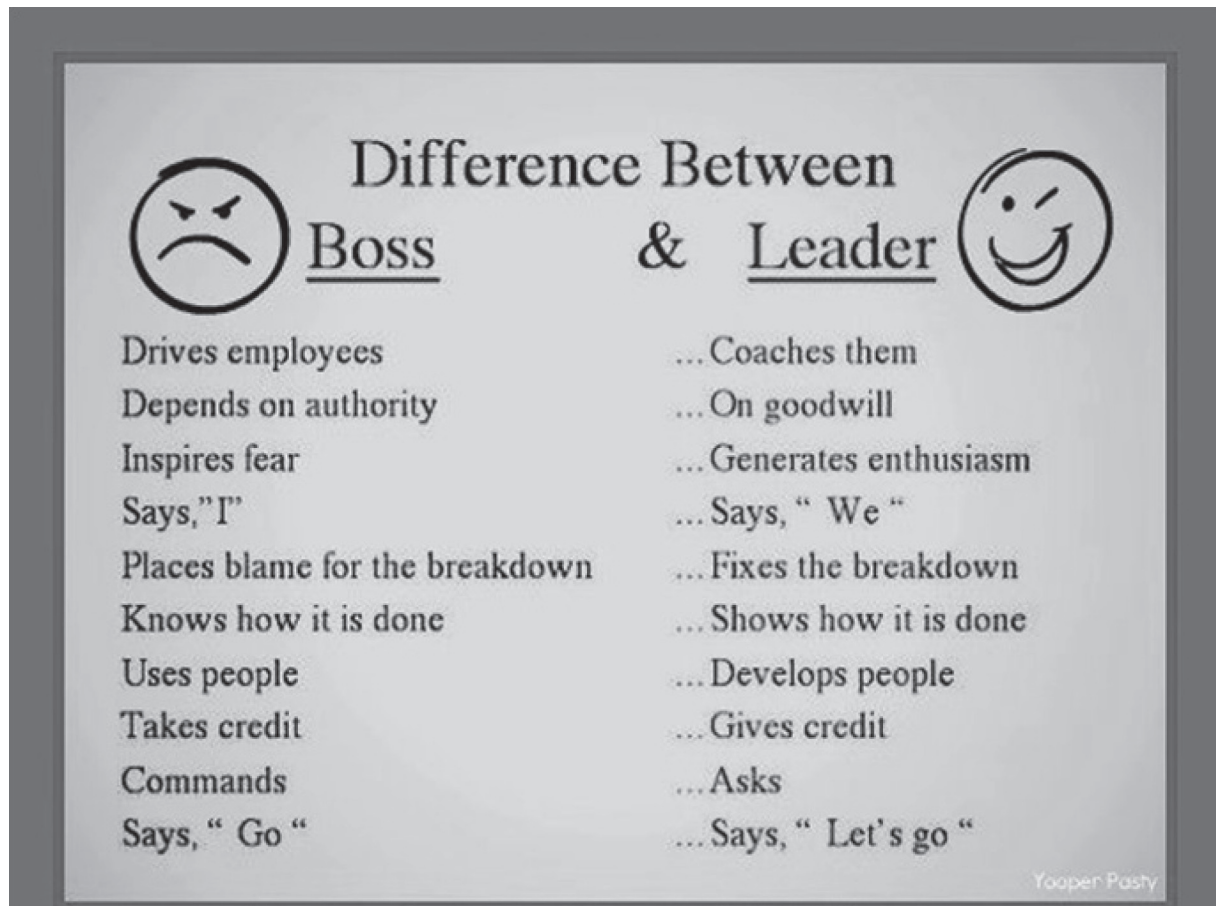 Difference Between
Boss & Leader
Drives employees ...Coaches them
Depends on authority ...On goodwill
Inspires fear ...Generates enthusiasm
Says,”I” ...Says, “ We “
Places blame for the breakdown ...Fixes the breakdown
Knows how it is done ...Shows how it is done
Uses people ...Develops people
Takes credit ...Gives credit
Commands ...Asks
Says, “ Go “ ...Says, “ Let’s go “
Yooper Pasty